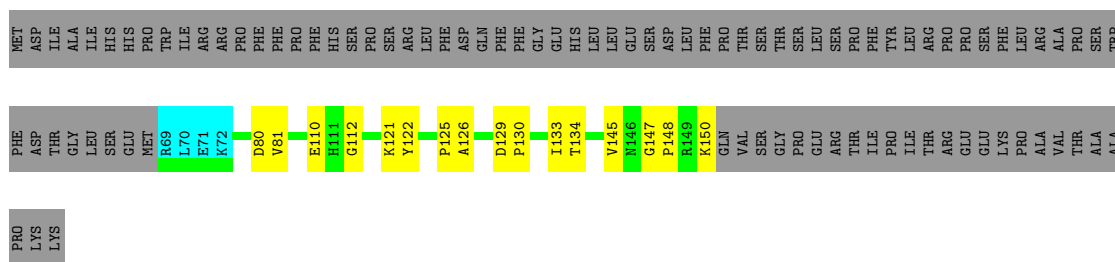 MET ASP ILE ALA ILE HIS HIS PRO TRP ILE ARG ARG PRO PHE PHE PRO PHE HIS SER PRO SER ARG LEU PHE ASP GLN PHE PHE GLY GLU HIS LEU LEU GLU SER ASP LEU PHE PRO THR SER THR SER LEU SER PRO PHE TYR LEU ARG PRO PRO SER PHE LEU ARG ALA PRO SER TRP
PHE ASP THR GLY LEU SER GLU MET R69 L70 E71 K72 D80 V81 E110 H111 G112 K121 Y122 P125 A126 D129 P130 I133 T134 V145 N146 G147 P148 R149 K150 GLN VAL SER GLY PRO GLU ARG THR ILE PRO ILE THR ARG GLU GLU LYS PRO ALA VAL THR ALA ALA
PRO LYS LYS